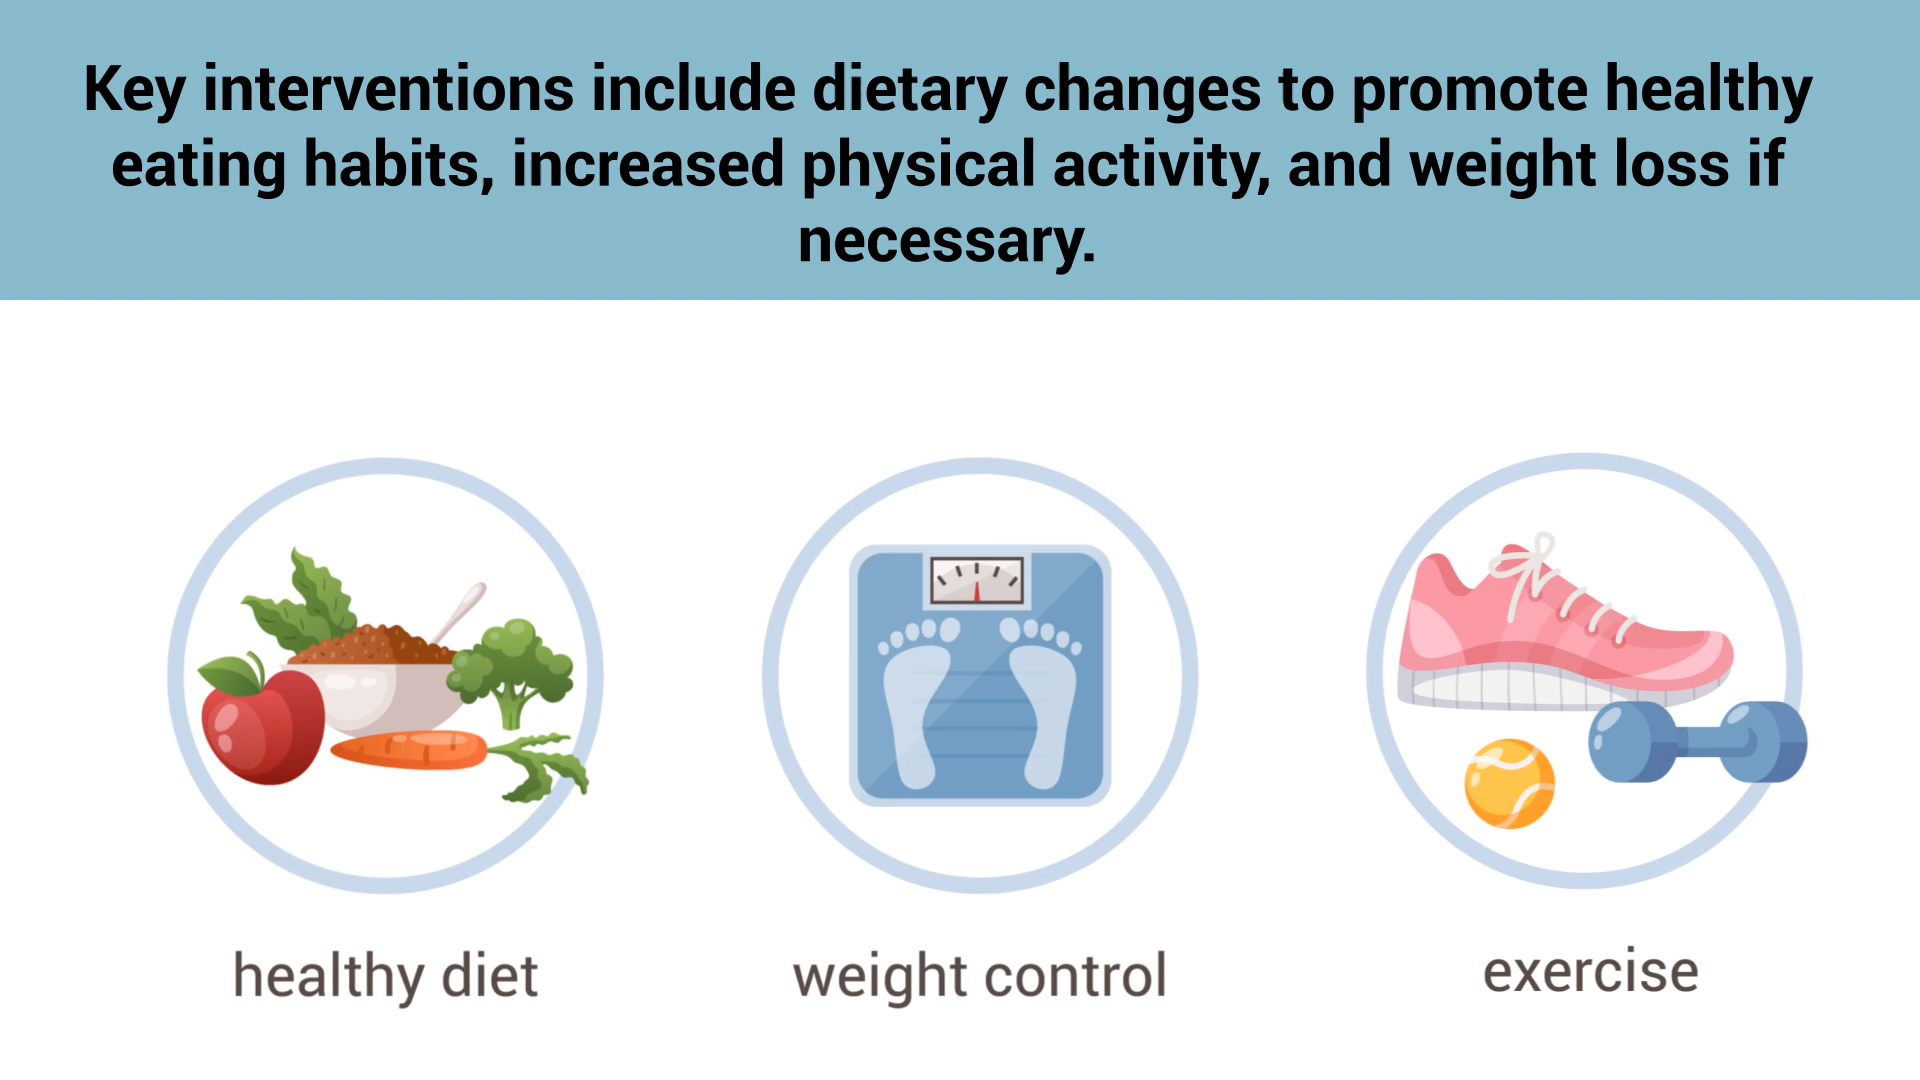 Key interventions include dietary changes to promote healthy
eating habits, increased physical activity, and weight loss if
necessary.
healthy diet
weight control
exercise